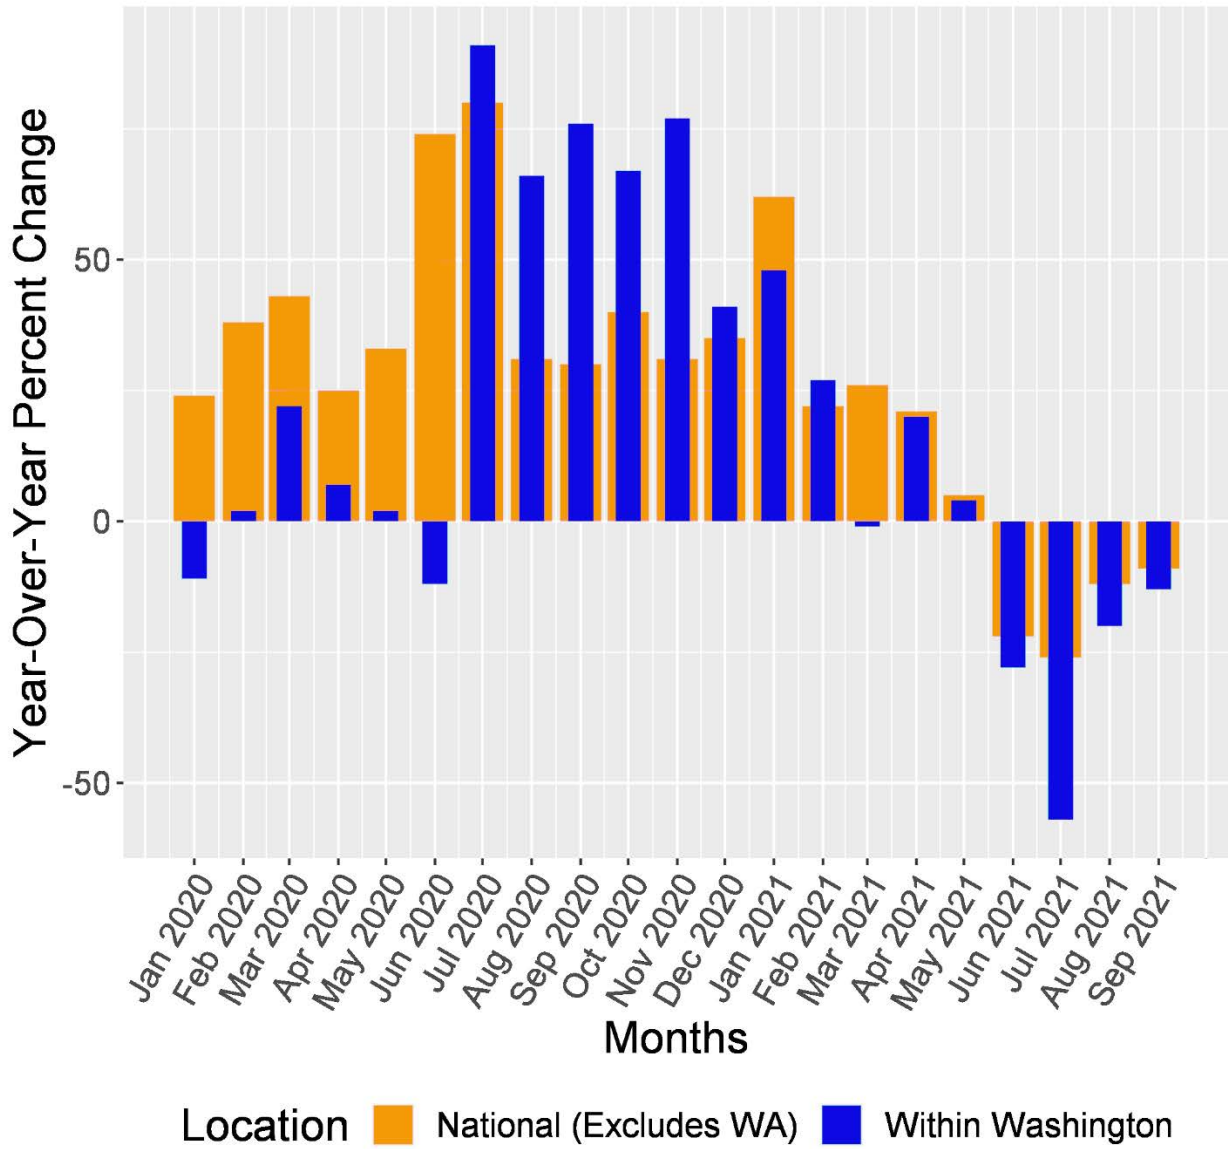 Year-Over-Year Percent Change
50
0
-50
Jan 2020
Feb 2020
Mar 2020
Apr 2020
May 2020
Jun 2020
Jul 2020
Aug 2020
Sep 2020
Oct 2020
Nov 2020
Dec 2020
Jan 2021
Feb 2021
Mar 2021
Apr 2021
May 2021
Jun 2021
Jul 2021
Aug 2021
Sep 2021
Months
Location National (Excludes WA) Within Washington